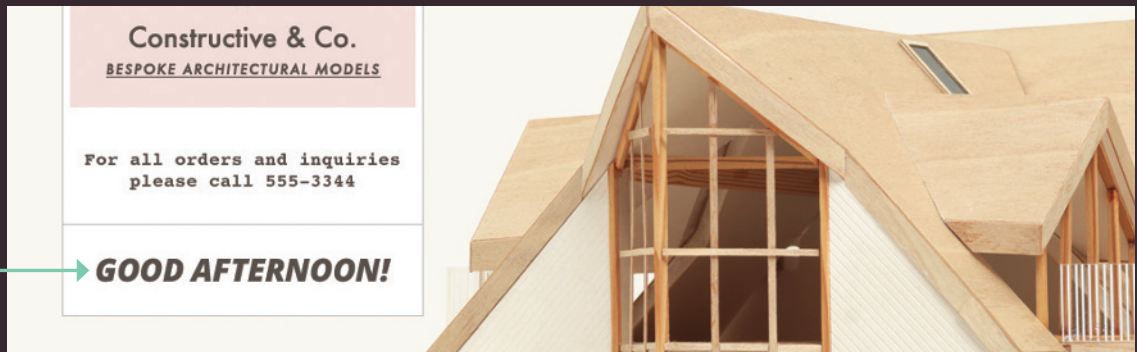 Constructive & Co.
BESPOKE ARCHITECTURAL MODELS
For all orders and inquiries
please call 555-3344
GOOD AFTERNOON!